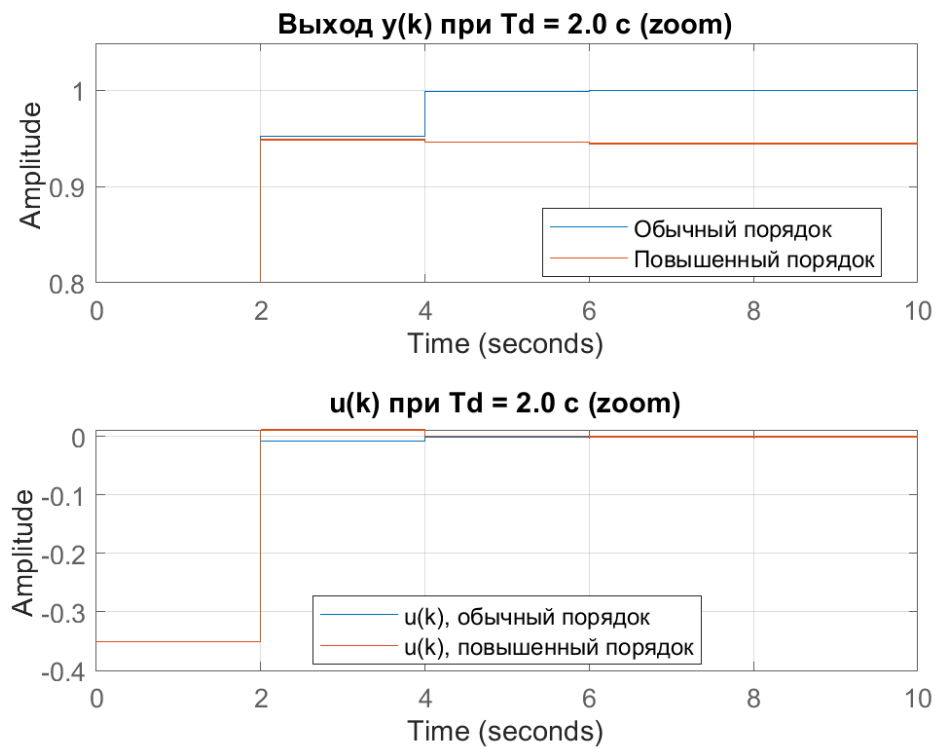 Выход y(k) при Td = 2.0 с (zoom)
Amplitude
1
0.9
0.8
Обычный порядок
Повышенный порядок
0 2 4 6 8 10
Time (seconds)
u(k) при Td = 2.0 с (zoom)
Amplitude
0
-0.1
-0.2
-0.3
-0.4
u(k), обычный порядок
u(k), повышенный порядок
0 2 4 6 8 10
Time (seconds)